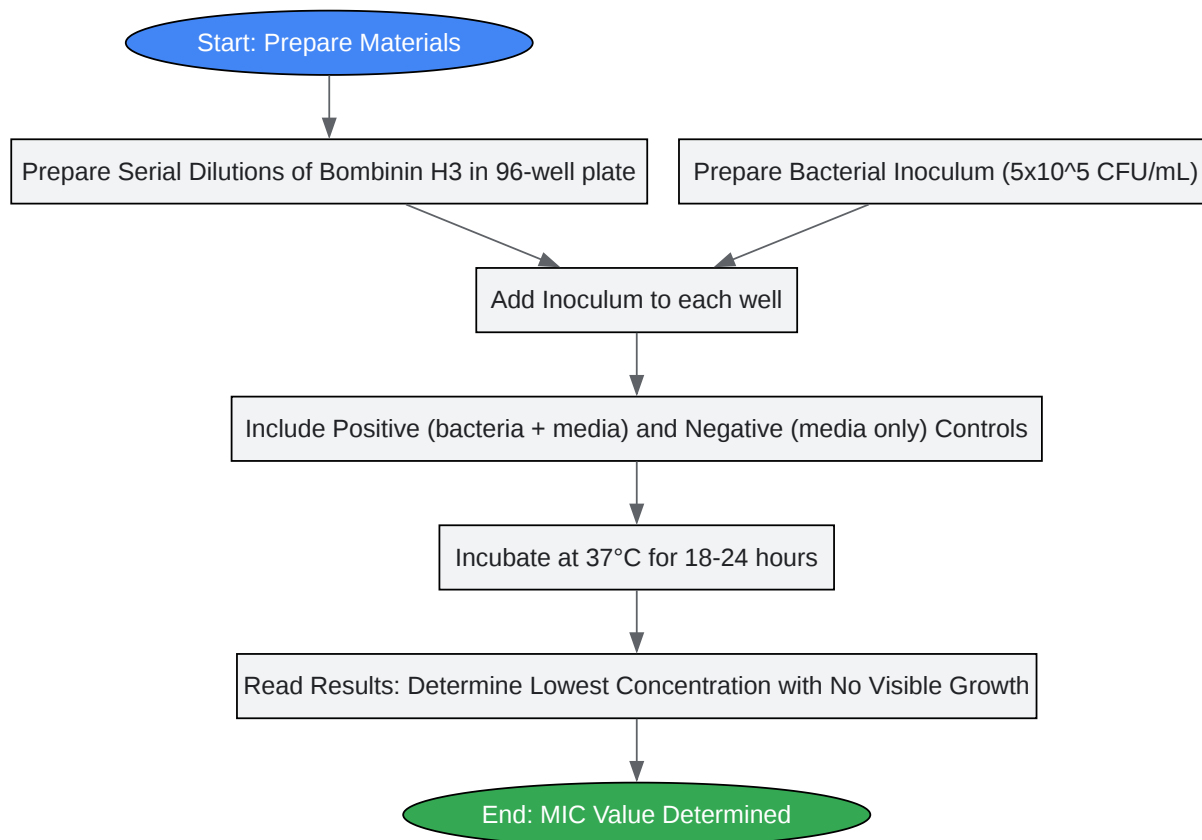 Start: Prepare Materials
Prepare Serial Dilutions of Bombinin H3 in 96-well plate
Prepare Bacterial Inoculum (5x10^5 CFU/mL)
Add Inoculum to each well
Include Positive (bacteria + media) and Negative (media only) Controls
Incubate at 37°C for 18-24 hours
Read Results: Determine Lowest Concentration with No Visible Growth
End: MIC Value Determined